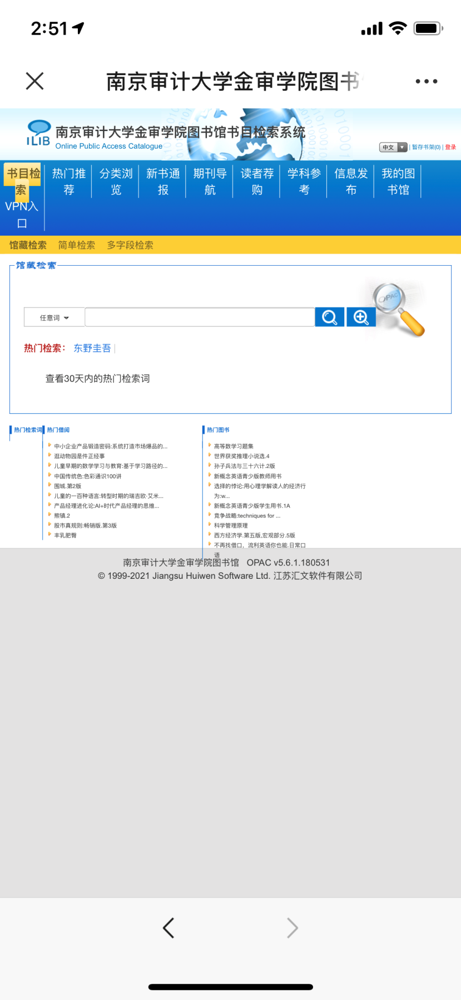 2:51
南京审计大学金审学院图书
ILIB
南京审计大学金审学院图书馆书目检索系统
Online Public Access Catalogue
中文 | 暂存书架(0) | 登录
书目检索
热门推荐
分类浏览
新书通报
期刊导航
读者荐购
学科参考
信息发布
我的图书馆
VPN入口
馆藏检索 简单检索 多字段检索
馆藏检索
OPAC
任意词
热门检索： 东野圭吾 |
查看30天内的热门检索词
热门检索词
热门借阅
中小企业产品锻造密码:系统打造市场爆品的...
逛动物园是件正经事
儿童早期的数学学习与教育:基于学习路径的...
中国传统色:色彩通识100讲
围城.第2版
儿童的一百种语言:转型时期的瑞吉欧·艾米...
产品经理进化论:AI+时代产品经理的思维...
熊镇.2
股市真规则:畅销版.第3版
丰乳肥臀
热门图书
高等数学习题集
世界获奖推理小说选.4
孙子兵法与三十六计.2版
新概念英语青少版教师用书
选择的悖论:用心理学解读人的经济行
为:w...
新概念英语青少版学生用书.1A
竞争战略:techniques for ...
科学管理原理
西方经济学.第五版,宏观部分.5版
不再找借口，流利英语你也能.日常口
语
南京审计大学金审学院图书馆 OPAC v5.6.1.180531
© 1999-2021 Jiangsu Huiwen Software Ltd. 江苏汇文软件有限公司